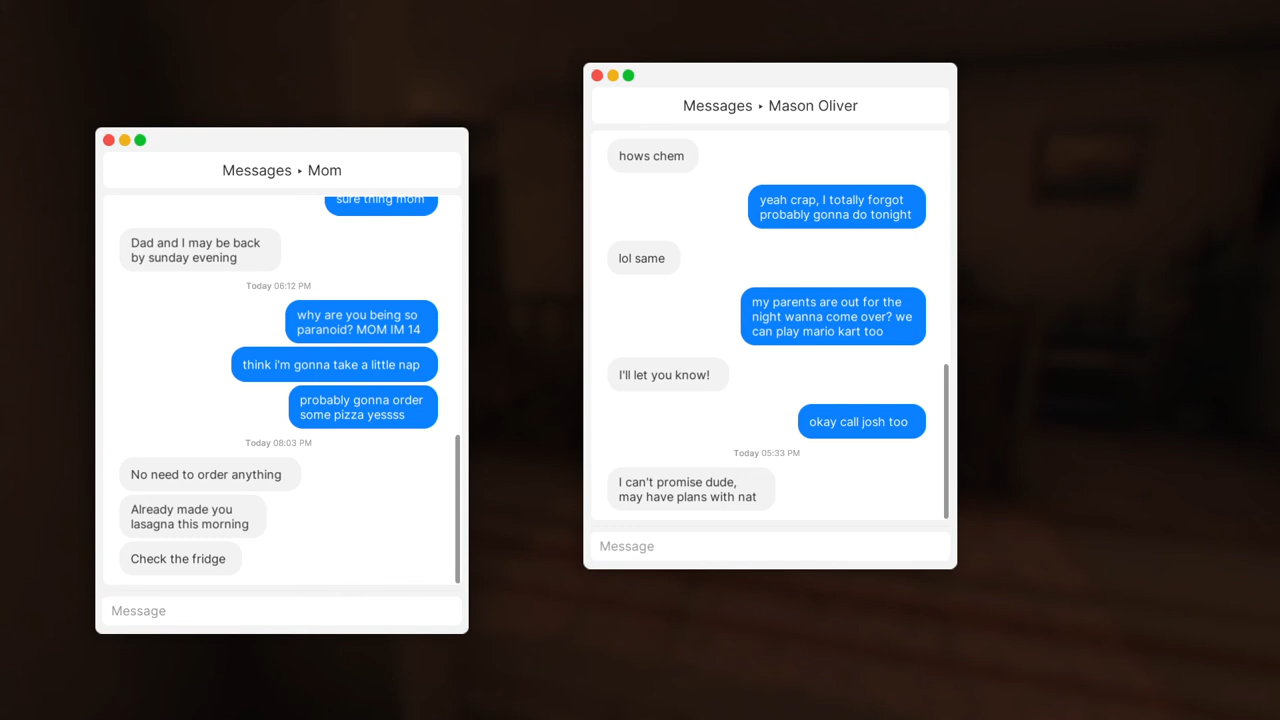 Messages ▸ Mom
sure thing mom
Dad and I may be back
by sunday evening
Today 06:12 PM
why are you being so
paranoid? MOM IM 14
think i'm gonna take a little nap
probably gonna order
some pizza yessss
Today 08:03 PM
No need to order anything
Already made you
lasagna this morning
Check the fridge
Message
Messages ▸ Mason Oliver
hows chem
yeah crap, I totally forgot
probably gonna do tonight
lol same
my parents are out for the
night wanna come over? we
can play mario kart too
I'll let you know!
okay call josh too
Today 05:33 PM
I can't promise dude,
may have plans with nat
Message